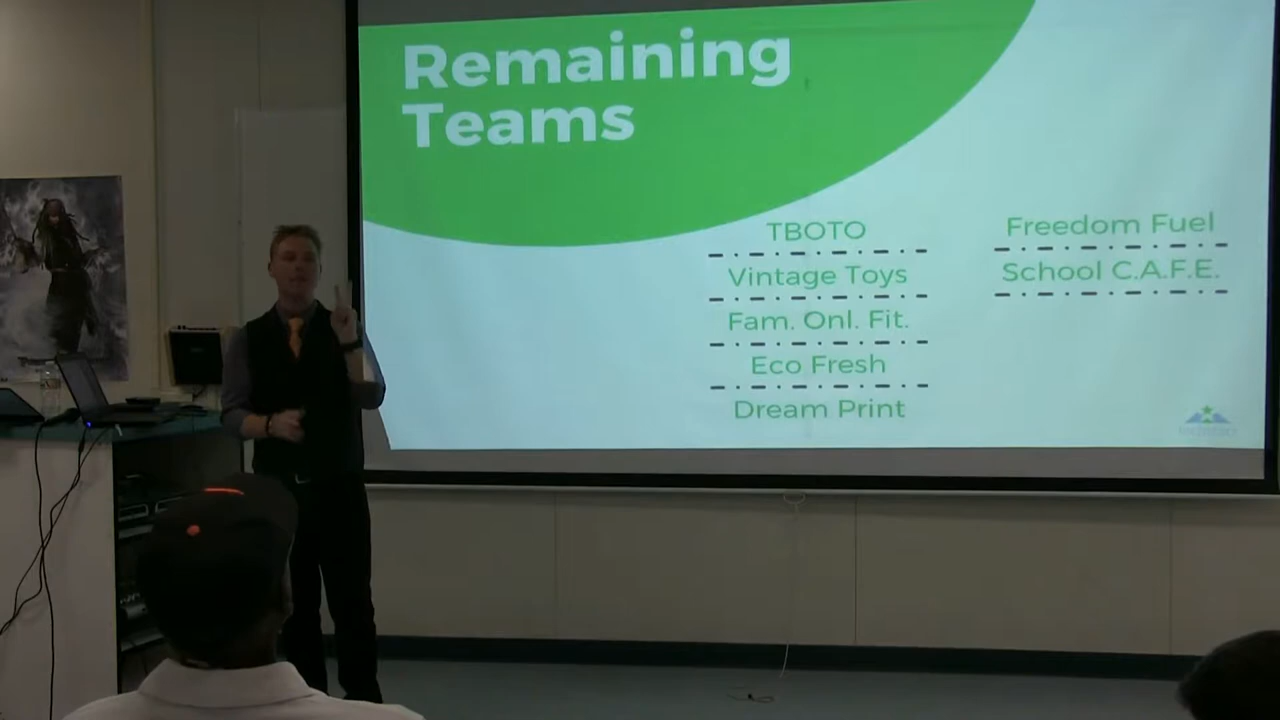 Remaining
Teams
TBOTO
Vintage Toys
Fam. Onl. Fit.
Eco Fresh
Dream Print
Freedom Fuel
School C.A.F.E.